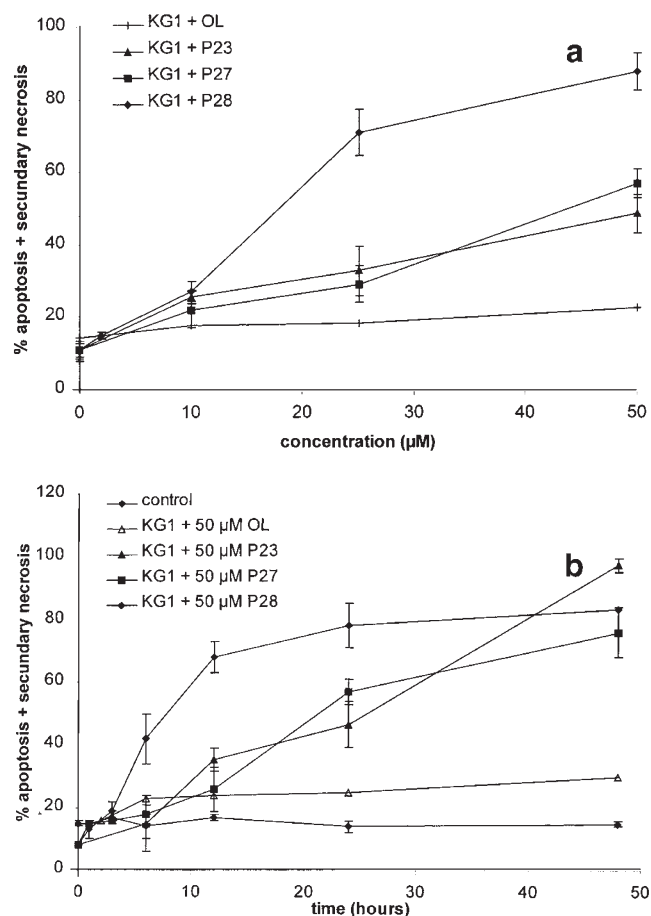 100
KG1 + OL
KG1 + P23
a
KG1 + P27
80
KG1 + P28
60
40
20
0
% apoptosis + secundary necrosis
0 10 20 30 40 50
concentration (µM)
120
control
KG1 + 50 µM OL
100
KG1 + 50 µM P23
b
KG1 + 50 µM P27
80
KG1 + 50 µM P28
60
40
20
0
% apoptosis + secundary necrosis
0 10 20 30 40 50
time (hours)